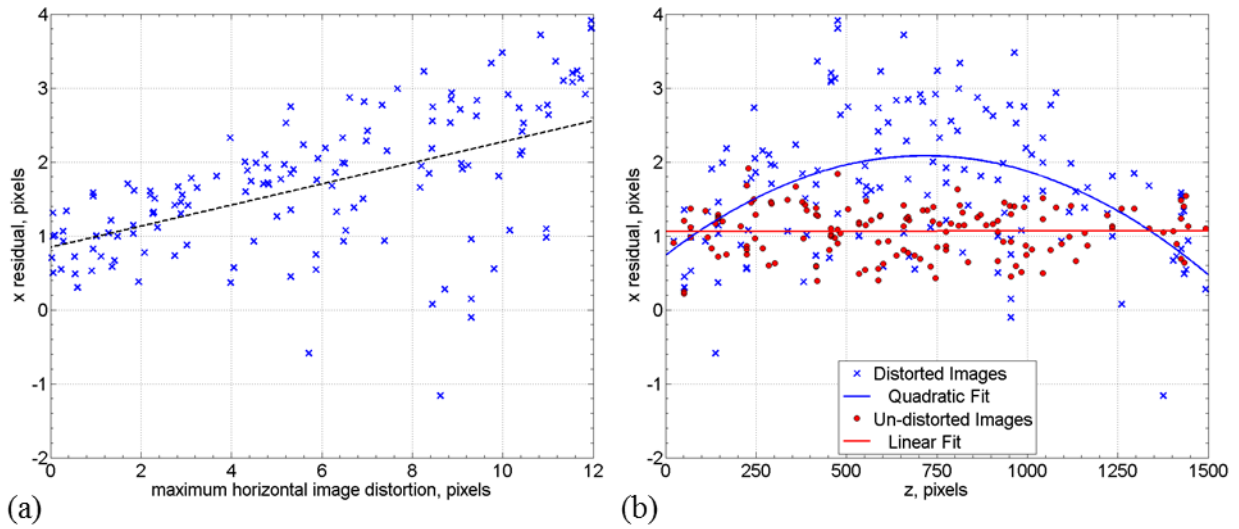 4
3
2
1
0
-1
-2
x residual, pixels
0 2 4 6 8 10 12
maximum horizontal image distortion, pixels
(a)
4
3
2
1
0
-1
-2
x residual, pixels
Distorted Images
Quadratic Fit
Un-distorted Images
Linear Fit
0 250 500 750 1000 1250 1500
z, pixels
(b)